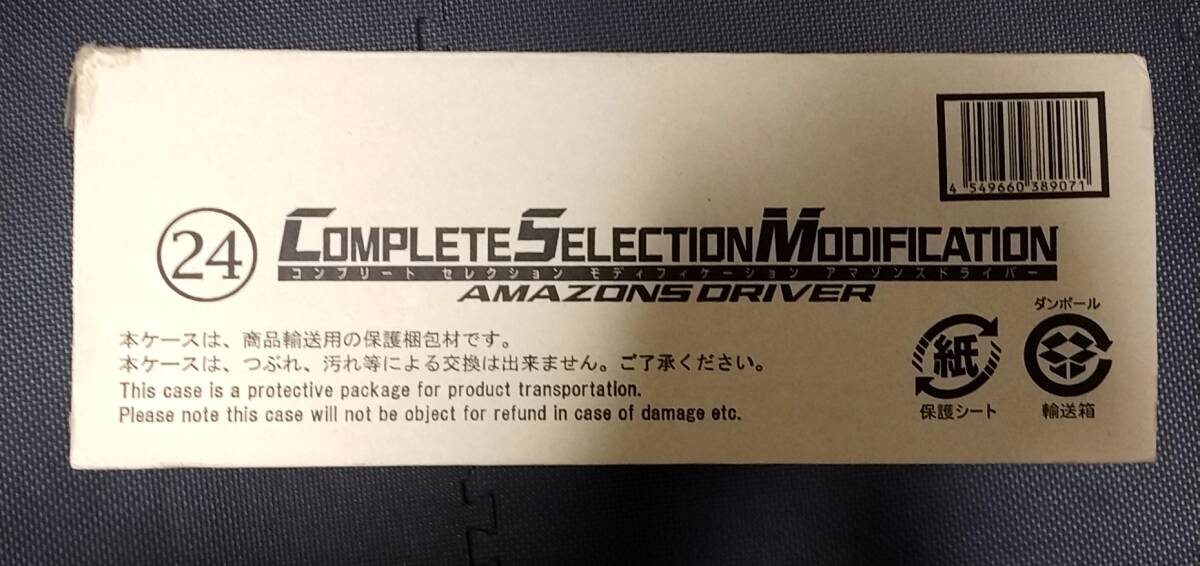 4 549660 389071
24
COMPLETE SELECTION MODIFICATION
コンプリート セレクション モディフィケーション アマゾンズドライバー
AMAZONS DRIVER
本ケースは、商品輸送用の保護梱包材です。
本ケースは、つぶれ、汚れ等による交換は出来ません。ご了承ください。
This case is a protective package for product transportation.
Please note this case will not be object for refund in case of damage etc.
紙
保護シート
ダンボール
輸送箱